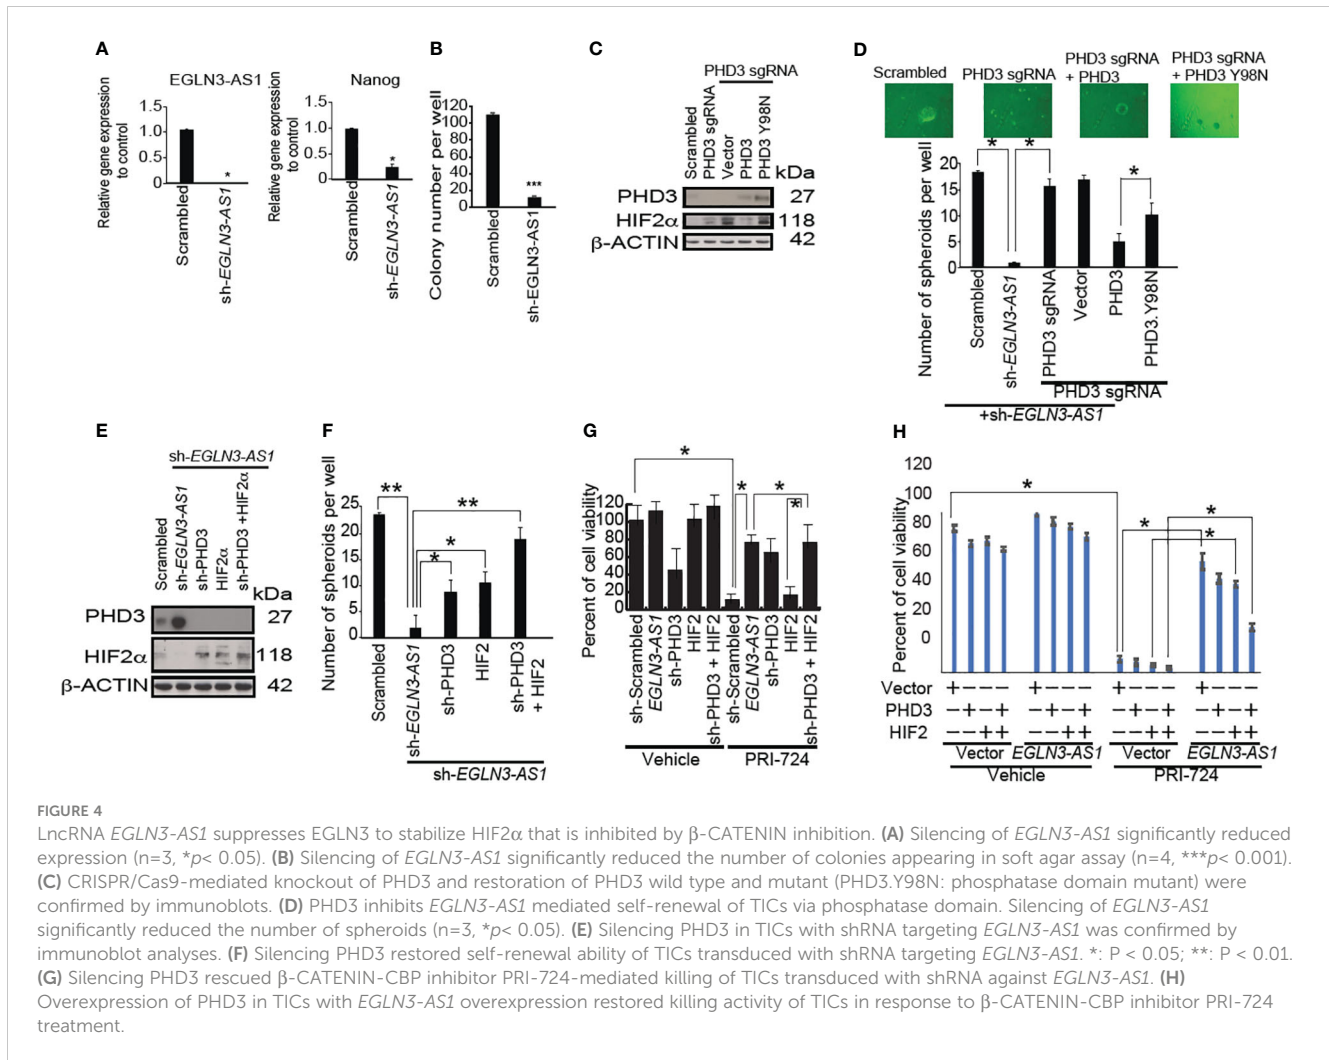 A
EGLN3-AS1
Relative gene expression
to control
1.5
1.0
0.5
0
*
Scrambled
sh-EGLN3-AS1
Nanog
Relative gene expression
to control
1.5
1.0
0.5
0
*
Scrambled
sh-EGLN3-AS1
B
Colony number per well
120
100
80
60
40
20
0
***
Scrambled
sh-EGLN3-AS1
C
PHD3 sgRNA
Scrambled
PHD3 sgRNA
Vector
PHD3
PHD3 Y98N
kDa
PHD3 27
HIF2α 118
β-ACTIN 42
D
Scrambled
PHD3 sgRNA
PHD3 sgRNA
+ PHD3
PHD3 sgRNA
+ PHD3 Y98N
Number of spheroids per well
20
15
10
5
0
* * *
Scrambled
sh-EGLN3-AS1
PHD3 sgRNA
Vector
PHD3
PHD3.Y98N
PHD3 sgRNA
+sh-EGLN3-AS1
E
sh-EGLN3-AS1
Scrambled
sh-EGLN3-AS1
sh-PHD3
HIF2α
sh-PHD3 +HIF2α
kDa
PHD3 27
HIF2α 118
β-ACTIN 42
F
Number of spheroids per well
25
20
15
10
5
0
** ** * *
Scrambled
sh-EGLN3-AS1
sh-PHD3
HIF2
sh-PHD3
+ HIF2
sh-EGLN3-AS1
G
Percent of cell viability
120
100
80
60
40
20
0
* * * *
sh-Scrambled
EGLN3-AS1
sh-PHD3
HIF2
sh-PHD3 + HIF2
sh-Scrambled
EGLN3-AS1
sh-PHD3
HIF2
sh-PHD3 + HIF2
Vehicle
PRI-724
H
Percent of cell viability
120
100
80
60
40
20
0
* * * *
Vector + − − − + − − − + − − − + − − −
PHD3 − + − + − + − + − + − + − + − +
HIF2 − − + + − − + + − − + + − − + +
Vector EGLN3-AS1 Vector EGLN3-AS1
Vehicle PRI-724
FIGURE 4
LncRNA EGLN3-AS1 suppresses EGLN3 to stabilize HIF2α that is inhibited by β-CATENIN inhibition. (A) Silencing of EGLN3-AS1 significantly reduced
expression (n=3, *p< 0.05). (B) Silencing of EGLN3-AS1 significantly reduced the number of colonies appearing in soft agar assay (n=4, ***p< 0.001).
(C) CRISPR/Cas9-mediated knockout of PHD3 and restoration of PHD3 wild type and mutant (PHD3.Y98N: phosphatase domain mutant) were
confirmed by immunoblots. (D) PHD3 inhibits EGLN3-AS1 mediated self-renewal of TICs via phosphatase domain. Silencing of EGLN3-AS1
significantly reduced the number of spheroids (n=3, *p< 0.05). (E) Silencing PHD3 in TICs with shRNA targeting EGLN3-AS1 was confirmed by
immunoblot analyses. (F) Silencing PHD3 restored self-renewal ability of TICs transduced with shRNA targeting EGLN3-AS1. *: P < 0.05; **: P < 0.01.
(G) Silencing PHD3 rescued β-CATENIN-CBP inhibitor PRI-724-mediated killing of TICs transduced with shRNA against EGLN3-AS1. (H)
Overexpression of PHD3 in TICs with EGLN3-AS1 overexpression restored killing activity of TICs in response to β-CATENIN-CBP inhibitor PRI-724
treatment.